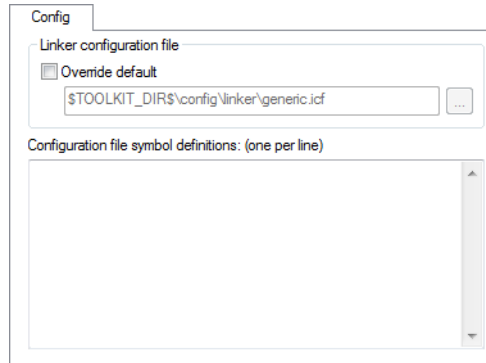 Config
Linker configuration file
Override default
$TOOLKIT_DIR$\config\linker\generic.icf
...
Configuration file symbol definitions: (one per line)